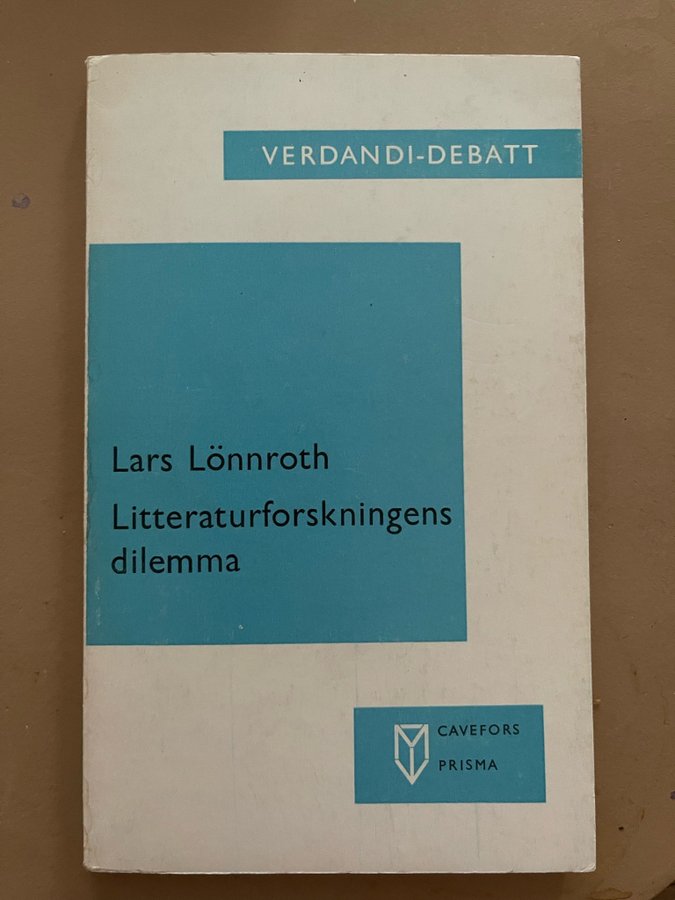 VERDANDI-DEBATT
Lars Lönnroth
Litteraturforskningens
dilemma
CAVEFORS
PRISMA